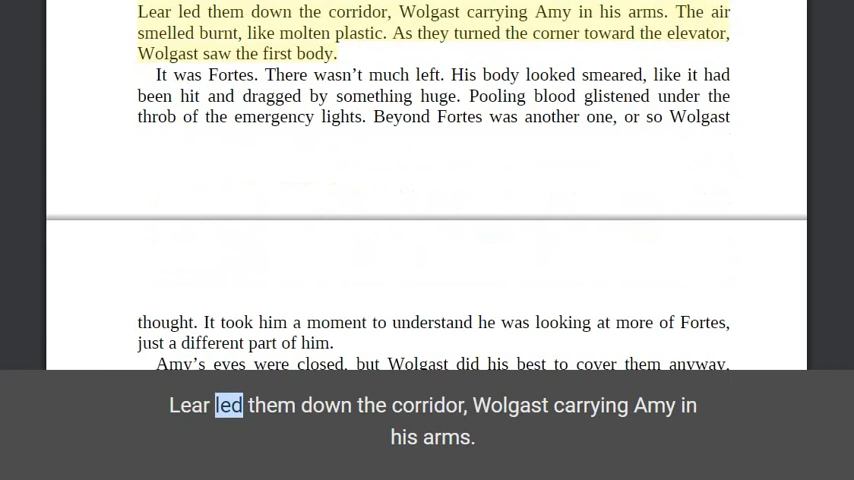 Lear led them down the corridor, Wolgast carrying Amy in his arms. The air
smelled burnt, like molten plastic. As they turned the corner toward the elevator,
Wolgast saw the first body.
It was Fortes. There wasn’t much left. His body looked smeared, like it had
been hit and dragged by something huge. Pooling blood glistened under the
throb of the emergency lights. Beyond Fortes was another one, or so Wolgast
thought. It took him a moment to understand he was looking at more of Fortes,
just a different part of him.
Amy’s eyes were closed, but Wolgast did his best to cover them anyway,
Lear led them down the corridor, Wolgast carrying Amy in
his arms.